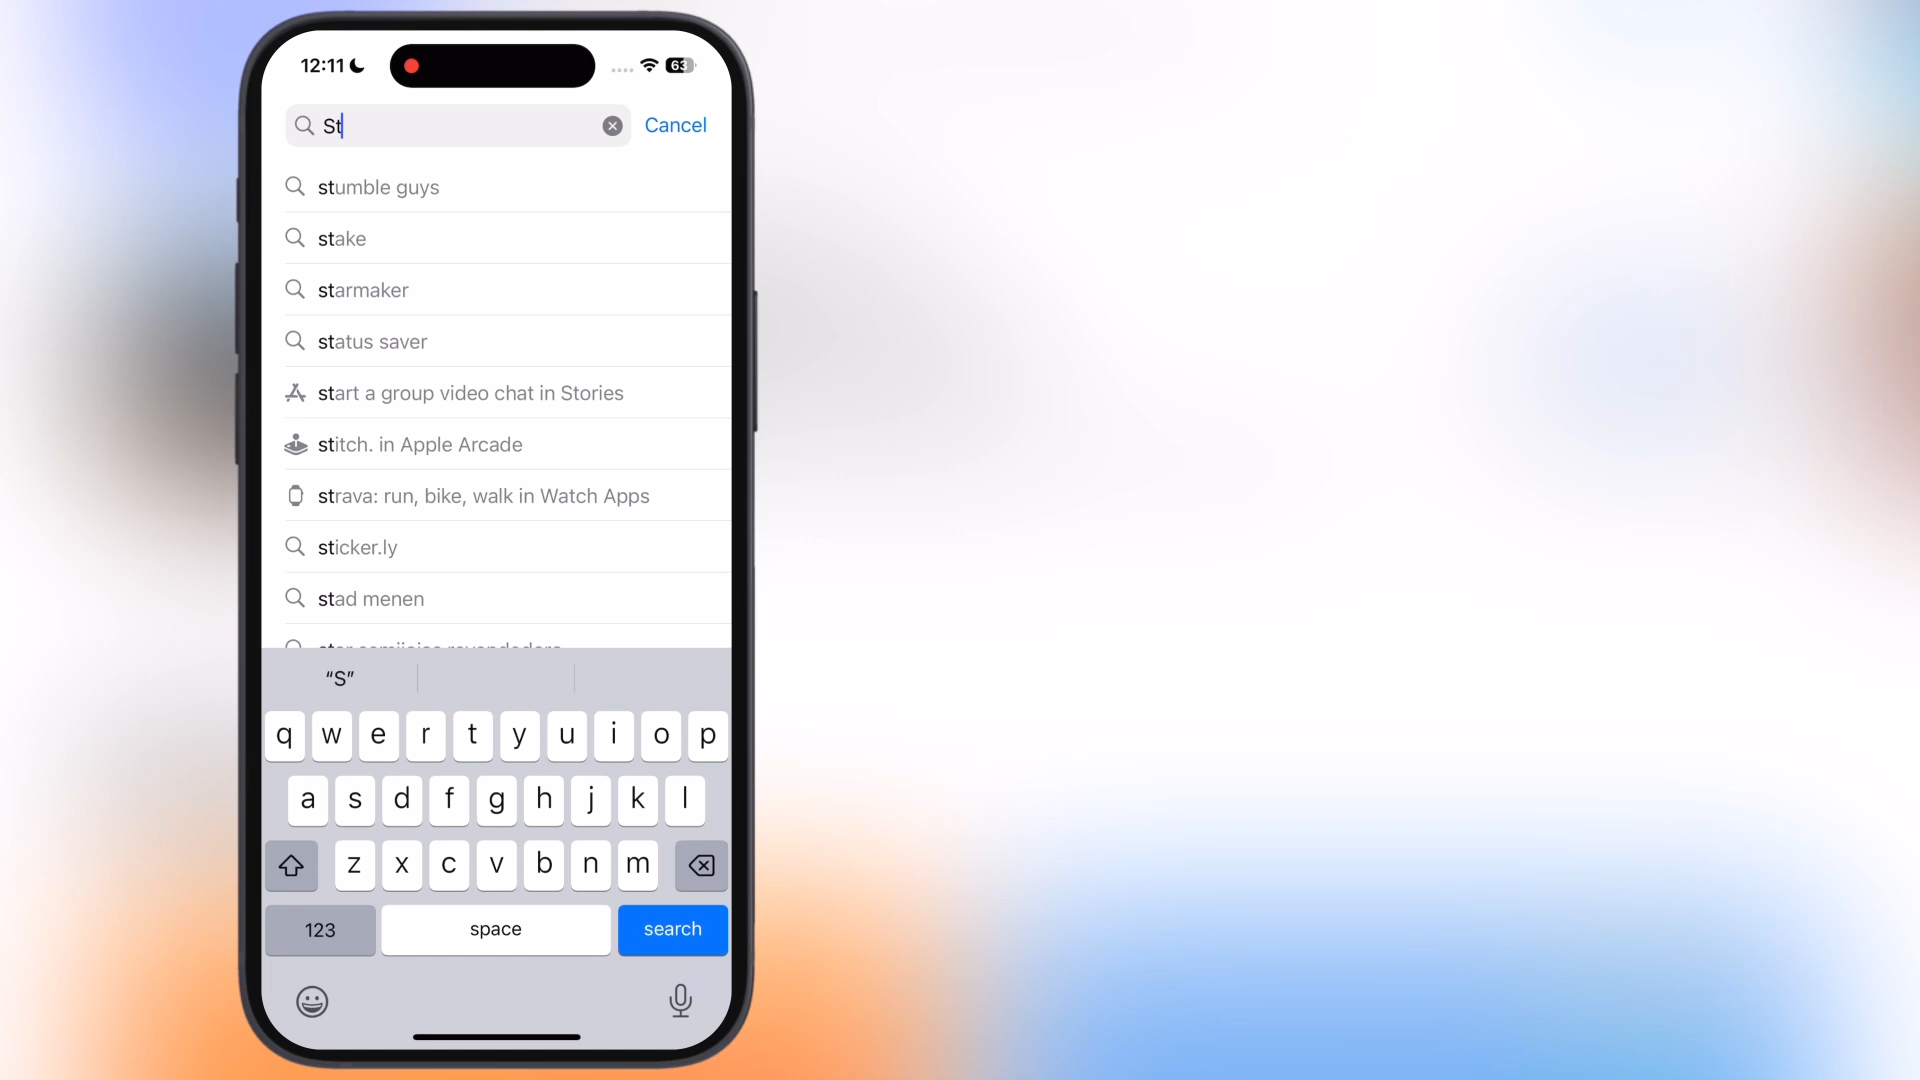 12:11
63
St
Cancel
stumble guys
stake
starmaker
status saver
start a group video chat in Stories
stitch. in Apple Arcade
strava: run, bike, walk in Watch Apps
sticker.ly
stad menen
“S”
q w e r t y u i o p
a s d f g h j k l
z x c v b n m
123
space
search